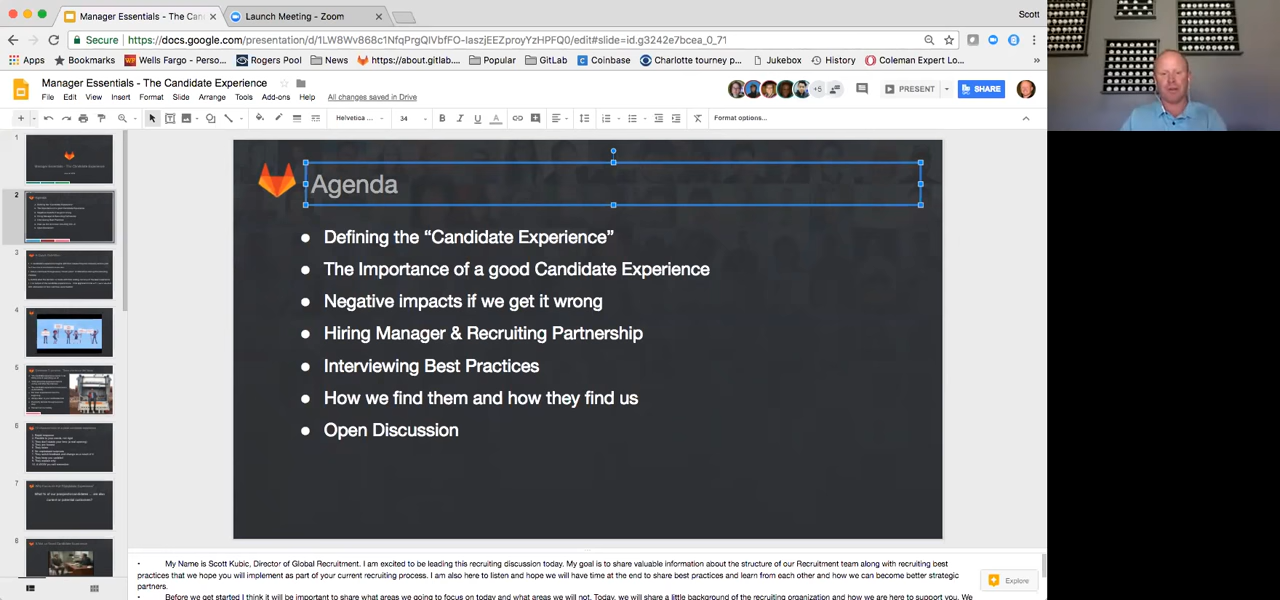 Manager Essentials - The Can
Launch Meeting - Zoom
Scott
Secure
https://docs.google.com/presentation/d/1LW8Wv868c1NfqPrgQIVbfFO-IaszjEEZproyYzHPFQ0/edit#slide=id.g3242e7bcea_0_71
Apps
Bookmarks
Wells Fargo - Perso...
Rogers Pool
News
https://about.gitlab....
Popular
GitLab
Coinbase
Charlotte tourney p...
Jukebox
History
Coleman Expert Lo...
»
Manager Essentials - The Candidate Experience
File Edit View Insert Format Slide Arrange Tools Add-ons Help All changes saved in Drive
+5
PRESENT
SHARE
Helvetica ...
34
B I U A
Format options...
1
2
3
4
5
6
7
8
Agenda
● Defining the “Candidate Experience”
● The Importance of a good Candidate Experience
● Negative impacts if we get it wrong
● Hiring Manager & Recruiting Partnership
● Interviewing Best Practices
● How we find them and how they find us
● Open Discussion
• My Name is Scott Kubic, Director of Global Recruitment. I am excited to be leading this recruiting discussion today. My goal is to share valuable information about the structure of our Recruitment team along with recruiting best
practices that we hope you will implement as part of your current recruiting process. I am also here to listen and hope we will have time at the end to share best practices and learn from each other and how we can become better strategic
partners.
• Before we get started I think it will be important to share what areas we going to focus on today and what areas we will not. Today, we will share a little background of the recruiting organization and how we are here to support you. We
Explore